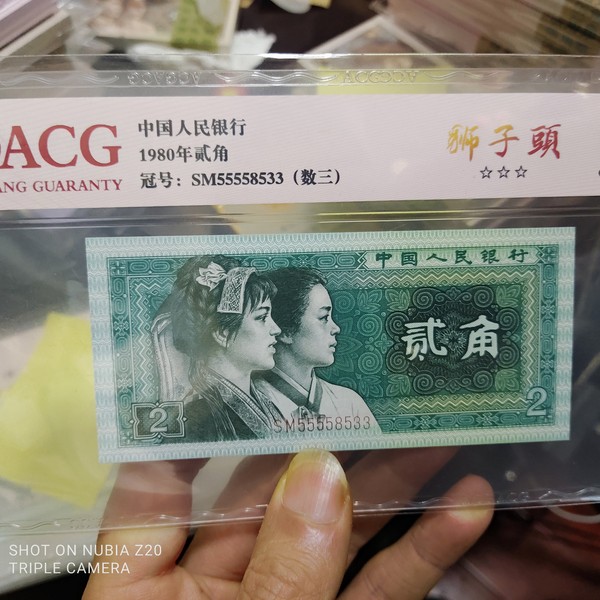 ACG
ANG GUARANTY
中国人民银行
1980年贰角
冠号：SM55558533（数三）
狮子頭
☆☆☆
中国人民银行
贰角
2
2
SM55558533
SHOT ON NUBIA Z20
TRIPLE CAMERA